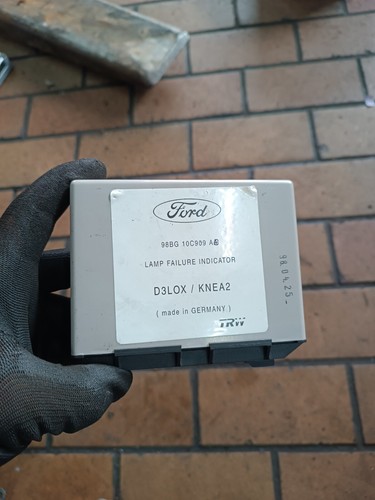 Ford
98BG 10C909 AB
LAMP FAILURE INDICATOR
D3LOX / KNEA2
( made in GERMANY )
TRW
98.04.25-